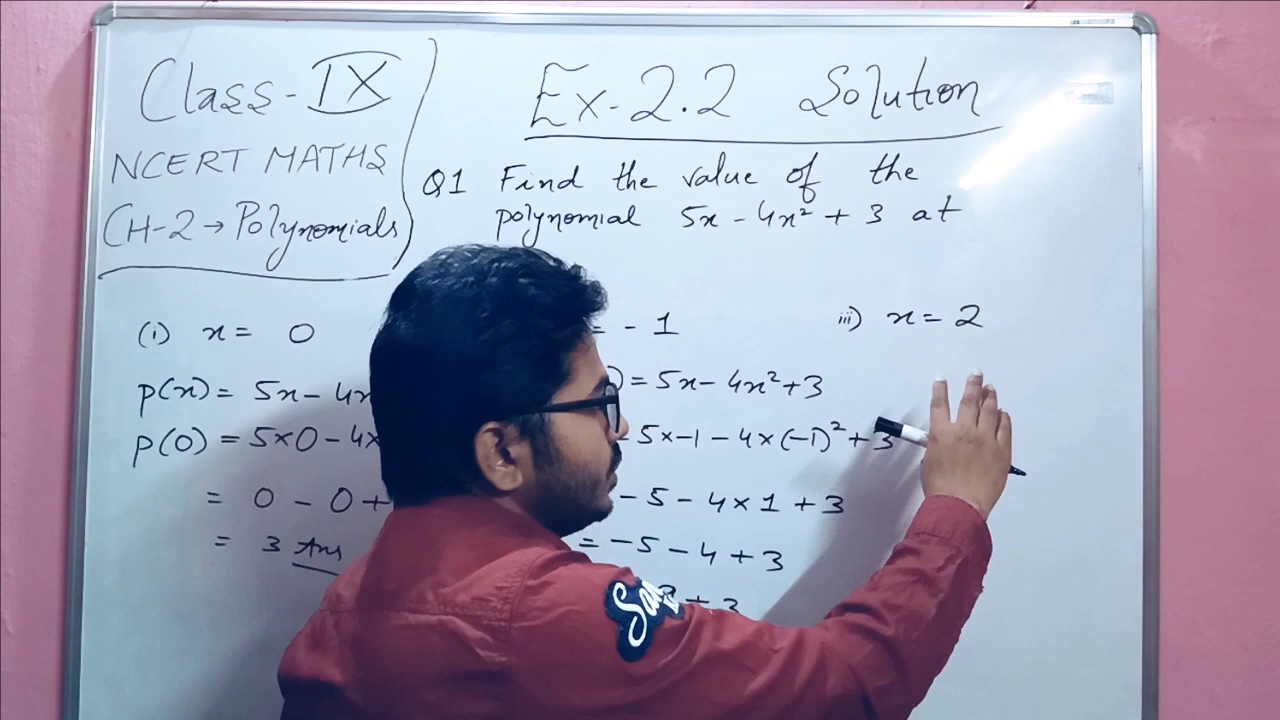 Class-IX
NCERT MATHS
CH-2→Polynomials
Ex-2.2 Solution
Q1 Find the value of the
polynomial 5x - 4x² + 3 at
(i) x = 0
p(x) = 5x - 4x
p(0) = 5×0 - 4×
= 0 - 0 +
= 3 Ans
= - 1
) = 5x - 4x² + 3
= 5×-1 - 4×(-1)² + 3
- 5 - 4 × 1 + 3
= -5 - 4 + 3
+ 3
iii) x = 2